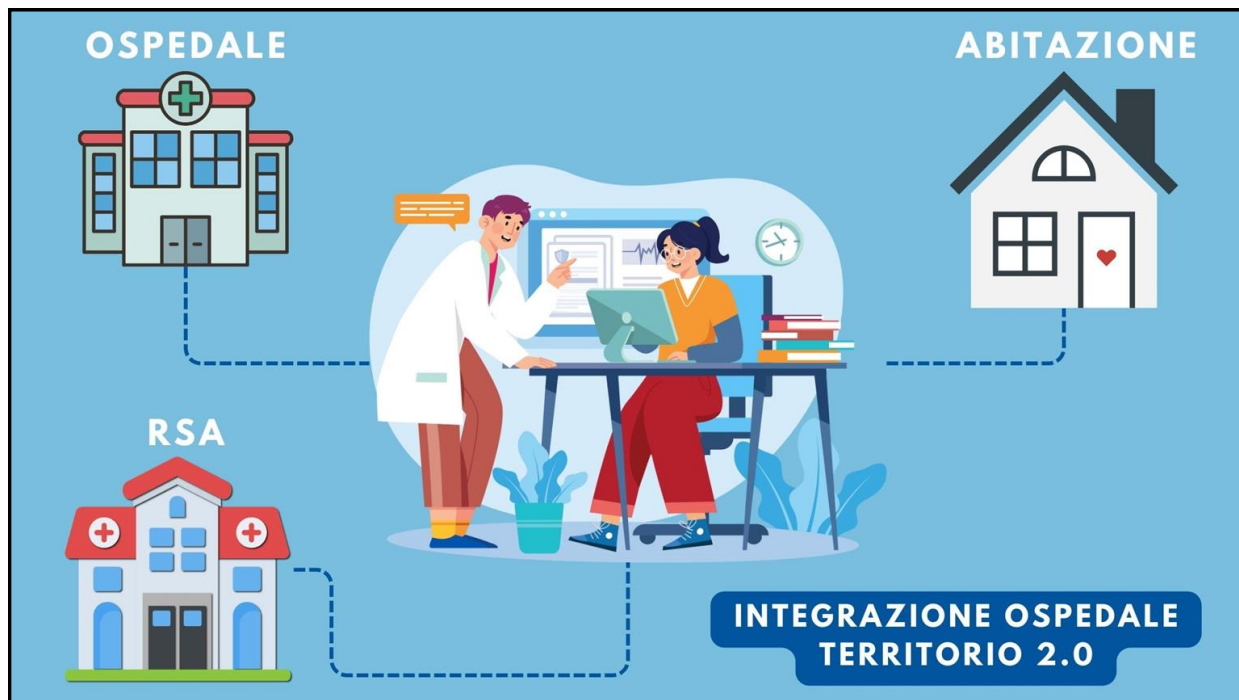 OSPEDALE
ABITAZIONE
RSA
INTEGRAZIONE OSPEDALE
TERRITORIO 2.0